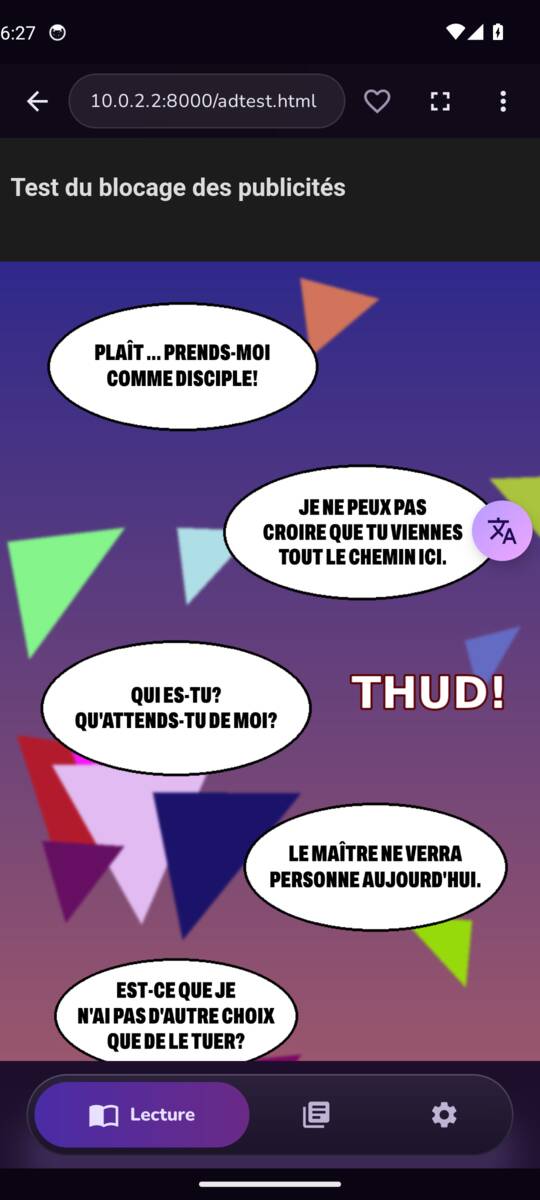 6:27
10.0.2.2:8000/adtest.html
Test du blocage des publicités
PLAÎT ... PRENDS-MOI
COMME DISCIPLE!
JE NE PEUX PAS
CROIRE QUE TU VIENNES
TOUT LE CHEMIN ICI.
QUI ES-TU?
QU'ATTENDS-TU DE MOI?
THUD!
LE MAÎTRE NE VERRA
PERSONNE AUJOURD'HUI.
EST-CE QUE JE
N'AI PAS D'AUTRE CHOIX
QUE DE LE TUER?
Lecture